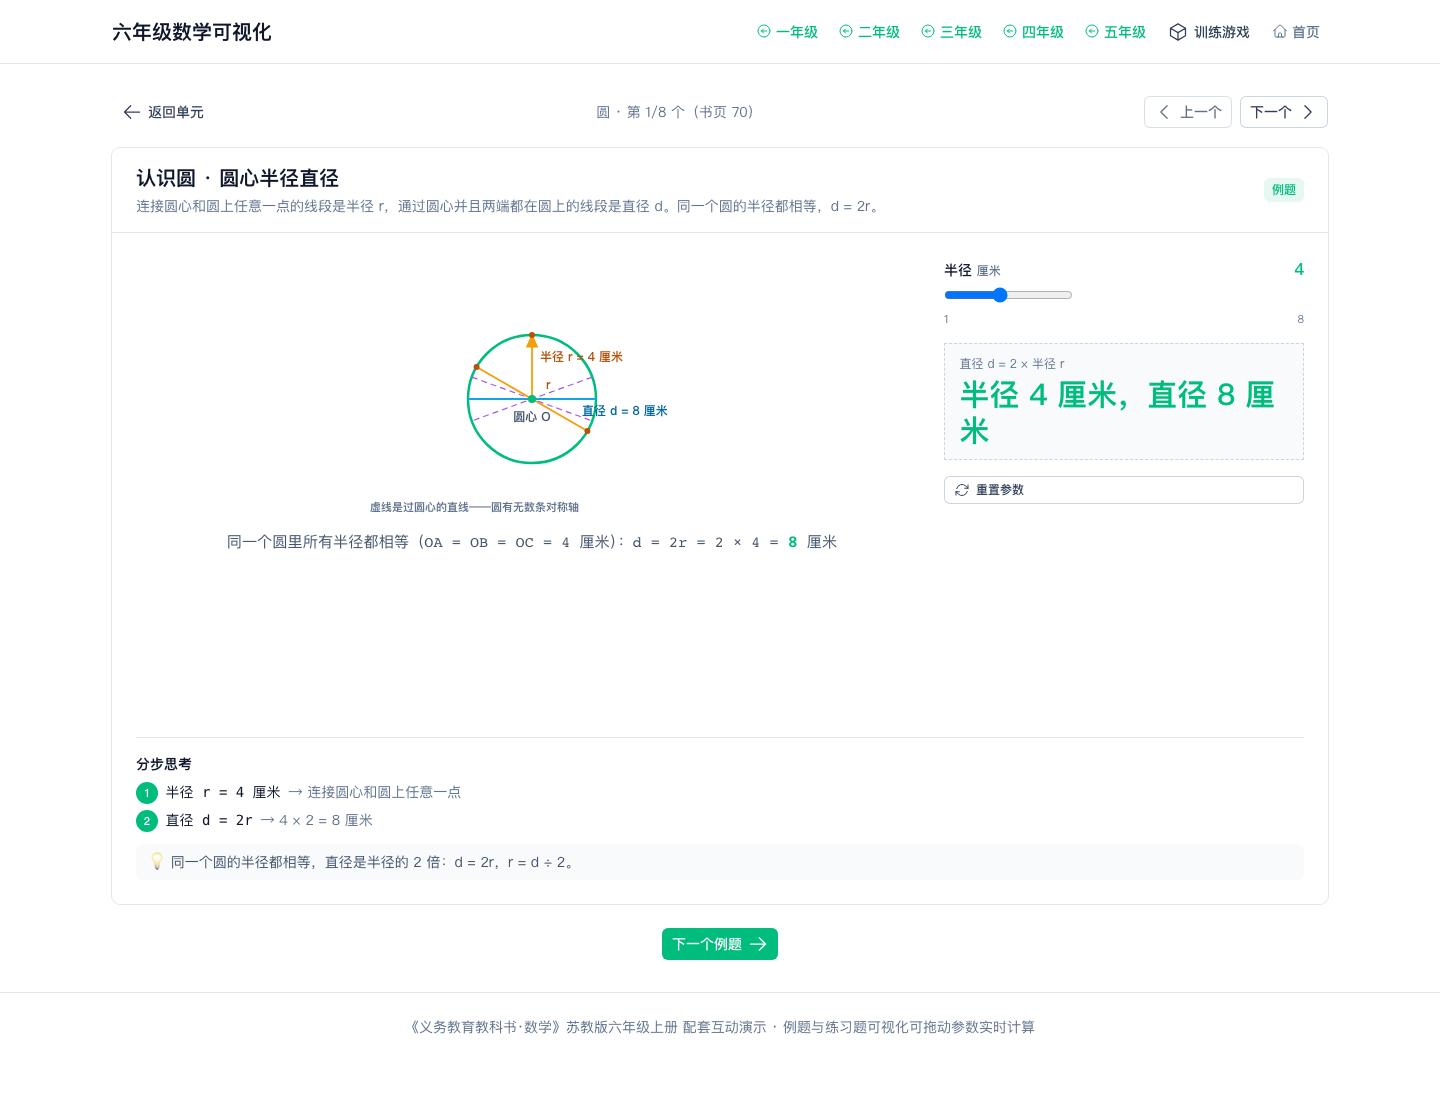 六年级数学可视化
一年级 二年级 三年级 四年级 五年级 训练游戏 首页
返回单元
圆 · 第 1/8 个（书页 70）
上一个
下一个
认识圆 · 圆心半径直径
连接圆心和圆上任意一点的线段是半径 r，通过圆心并且两端都在圆上的线段是直径 d。同一个圆的半径都相等，d = 2r。
例题
半径 r = 4 厘米
r
直径 d = 8 厘米
圆心 O
虚线是过圆心的直线——圆有无数条对称轴
同一个圆里所有半径都相等（OA = OB = OC = 4 厘米）：d = 2r = 2 × 4 = 8 厘米
半径 厘米 4
1 8
直径 d = 2 × 半径 r
半径 4 厘米，直径 8 厘
米
重置参数
分步思考
1 半径 r = 4 厘米 → 连接圆心和圆上任意一点
2 直径 d = 2r → 4 × 2 = 8 厘米
💡 同一个圆的半径都相等，直径是半径的 2 倍：d = 2r，r = d ÷ 2。
下一个例题 →
《义务教育教科书·数学》苏教版六年级上册 配套互动演示 · 例题与练习题可视化可拖动参数实时计算